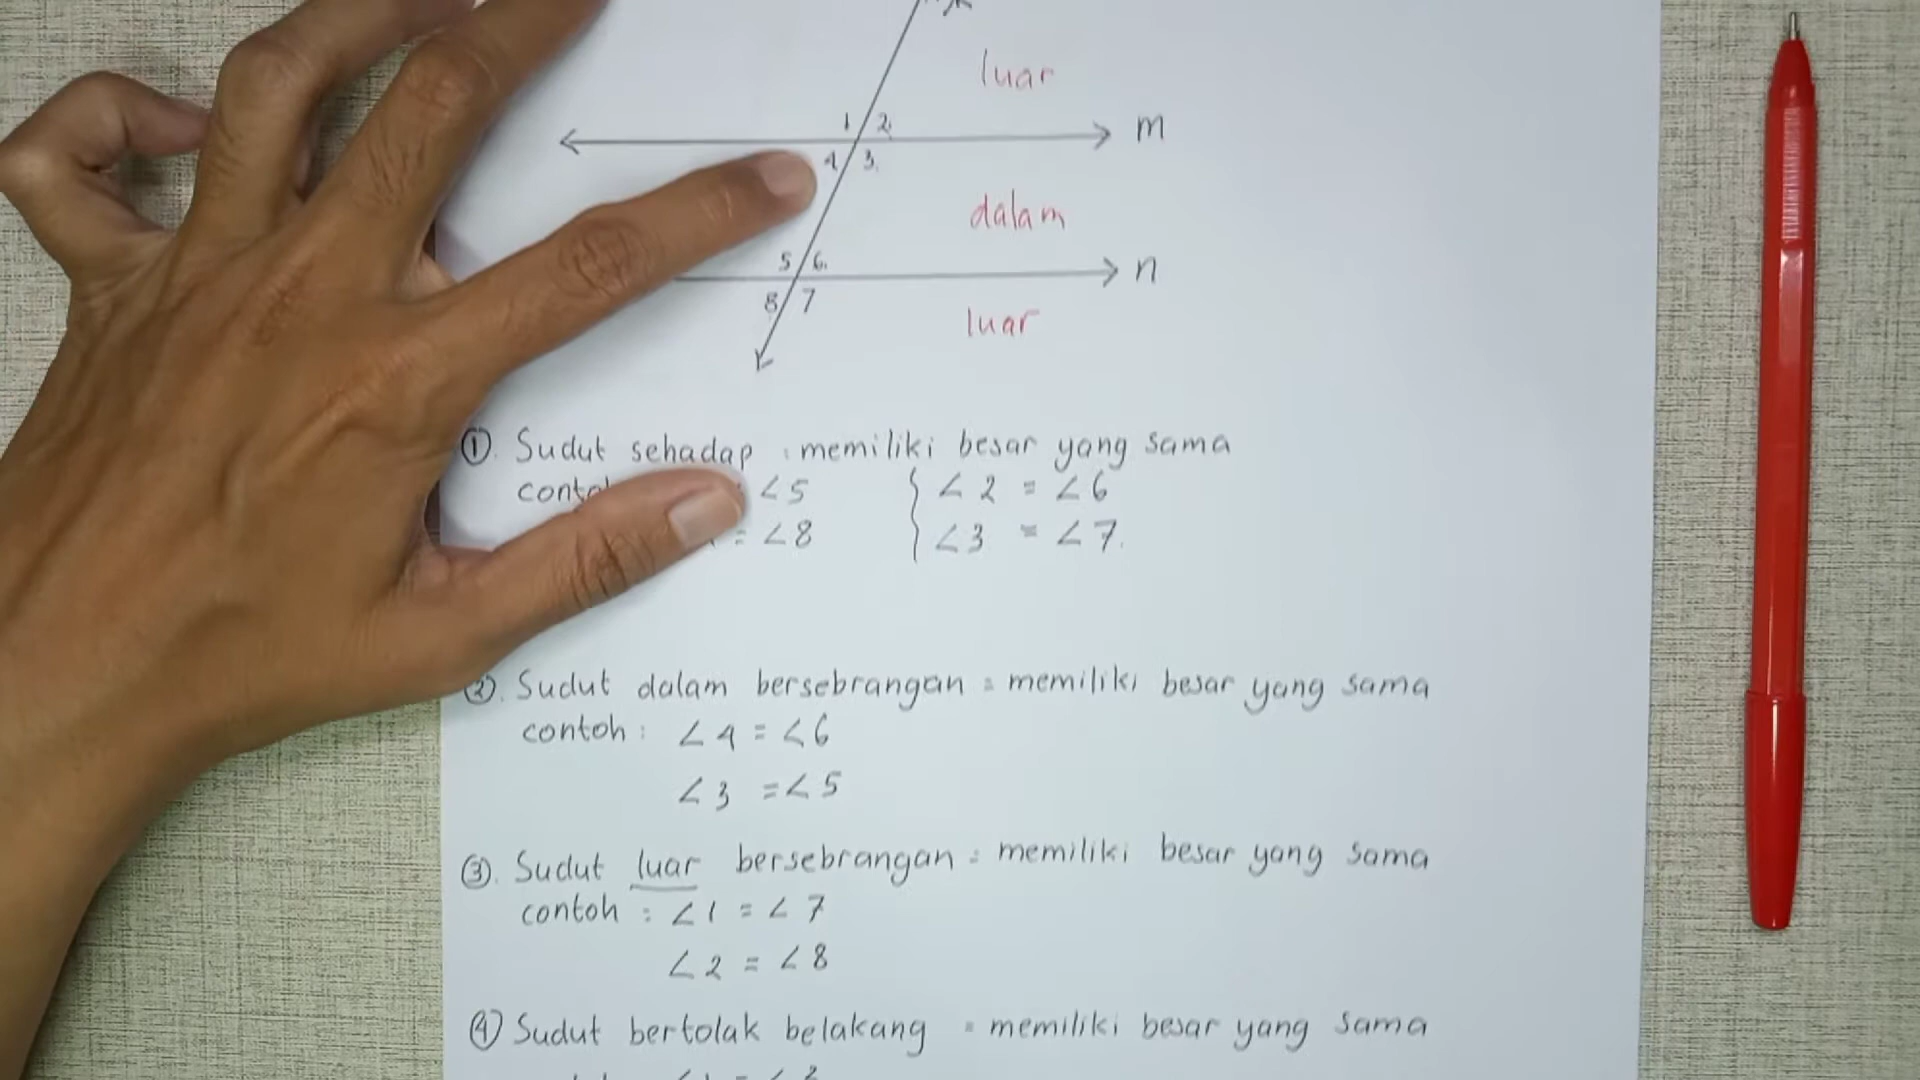 luar
1 2.
m
4 3.
dalam
5 6.
n
8 7
luar
①. Sudut sehadap : memiliki besar yang sama
∠5 { ∠2 = ∠6
= ∠8 { ∠3 = ∠7.
②. Sudut dalam bersebrangan = memiliki besar yang sama
contoh : ∠4 = ∠6
∠3 = ∠5
③. Sudut luar bersebrangan = memiliki besar yang sama
contoh : ∠1 = ∠7
∠2 = ∠8
④ Sudut bertolak belakang = memiliki besar yang sama